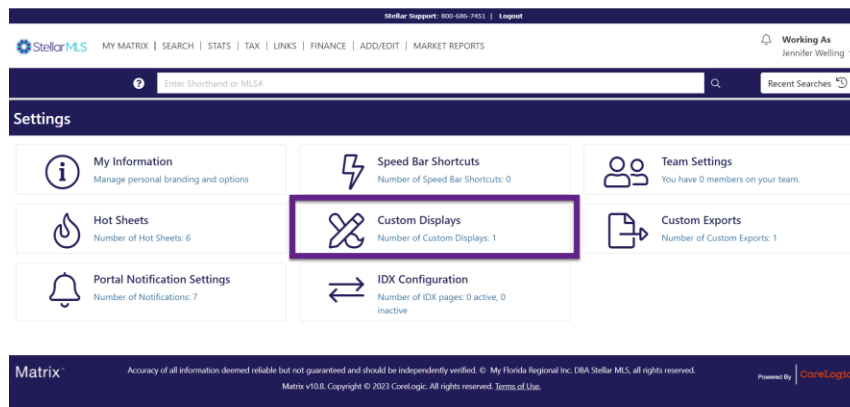 Stellar Support: 800-686-7451 | Logout
StellarMLS MY MATRIX | SEARCH | STATS | TAX | LINKS | FINANCE | ADD/EDIT | MARKET REPORTS
Working As
Jennifer Welling
Enter Shorthand or MLS#
Recent Searches
Settings
My Information
Manage personal branding and options
Speed Bar Shortcuts
Number of Speed Bar Shortcuts: 0
Team Settings
You have 0 members on your team.
Hot Sheets
Number of Hot Sheets: 6
Custom Displays
Number of Custom Displays: 1
Custom Exports
Number of Custom Exports: 1
Portal Notification Settings
Number of Notifications: 7
IDX Configuration
Number of IDX pages: 0 active, 0
inactive
Matrix™
Accuracy of all information deemed reliable but not guaranteed and should be independently verified. © My Florida Regional Inc. DBA Stellar MLS, all rights reserved.
Matrix v10.8. Copyright © 2023 CoreLogic. All rights reserved. Terms of Use.
Powered By CoreLogic